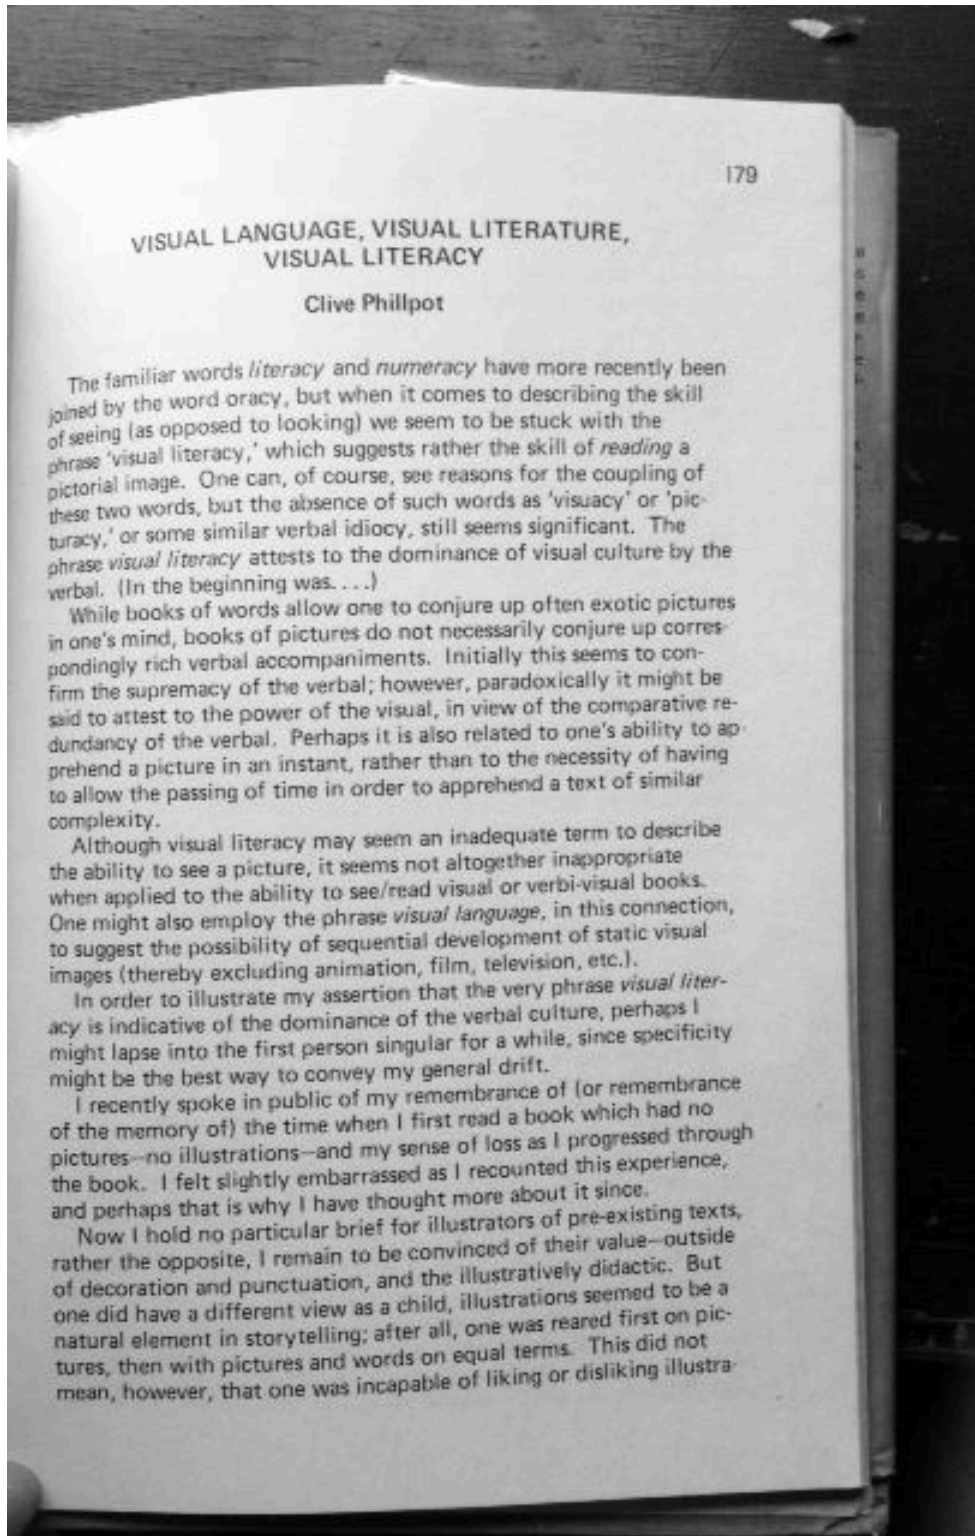 179
VISUAL LANGUAGE, VISUAL LITERATURE,
VISUAL LITERACY
Clive Phillpot
The familiar words literacy and numeracy have more recently been
joined by the word oracy, but when it comes to describing the skill
of seeing (as opposed to looking) we seem to be stuck with the
phrase 'visual literacy,' which suggests rather the skill of reading a
pictorial image. One can, of course, see reasons for the coupling of
these two words, but the absence of such words as 'visuacy' or 'pic-
turacy,' or some similar verbal idiocy, still seems significant. The
phrase visual literacy attests to the dominance of visual culture by the
verbal. (In the beginning was. . . .)
While books of words allow one to conjure up often exotic pictures
in one's mind, books of pictures do not necessarily conjure up corres-
pondingly rich verbal accompaniments. Initially this seems to con-
firm the supremacy of the verbal; however, paradoxically it might be
said to attest to the power of the visual, in view of the comparative re-
dundancy of the verbal. Perhaps it is also related to one's ability to ap-
prehend a picture in an instant, rather than to the necessity of having
to allow the passing of time in order to apprehend a text of similar
complexity.
Although visual literacy may seem an inadequate term to describe
the ability to see a picture, it seems not altogether inappropriate
when applied to the ability to see/read visual or verbi-visual books.
One might also employ the phrase visual language, in this connection,
to suggest the possibility of sequential development of static visual
images (thereby excluding animation, film, television, etc.).
In order to illustrate my assertion that the very phrase visual liter-
acy is indicative of the dominance of the verbal culture, perhaps I
might lapse into the first person singular for a while, since specificity
might be the best way to convey my general drift.
I recently spoke in public of my remembrance of (or remembrance
of the memory of) the time when I first read a book which had no
pictures—no illustrations—and my sense of loss as I progressed through
the book. I felt slightly embarrassed as I recounted this experience,
and perhaps that is why I have thought more about it since.
Now I hold no particular brief for illustrators of pre-existing texts,
rather the opposite, I remain to be convinced of their value—outside
of decoration and punctuation, and the illustratively didactic. But
one did have a different view as a child, illustrations seemed to be a
natural element in storytelling; after all, one was reared first on pic-
tures, then with pictures and words on equal terms. This did not
mean, however, that one was incapable of liking or disliking illustra-